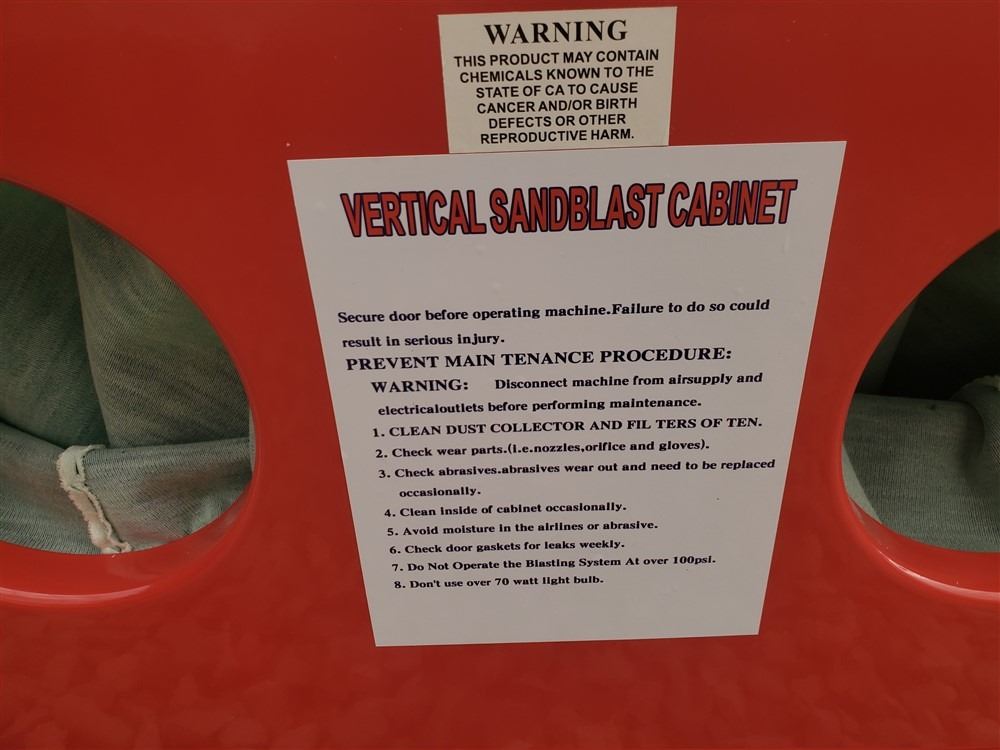 WARNING
THIS PRODUCT MAY CONTAIN
CHEMICALS KNOWN TO THE
STATE OF CA TO CAUSE
CANCER AND/OR BIRTH
DEFECTS OR OTHER
REPRODUCTIVE HARM.
VERTICAL SANDBLAST CABINET
Secure door before operating machine.Failure to do so could
result in serious injury.
PREVENT MAIN TENANCE PROCEDURE:
WARNING: Disconnect machine from airsupply and
electricaloutlets before performing maintenance.
1. CLEAN DUST COLLECTOR AND FIL TERS OF TEN.
2. Check wear parts.(i.e.nozzles,orifice and gloves).
3. Check abrasives.abrasives wear out and need to be replaced
occasionally.
4. Clean inside of cabinet occasionally.
5. Avoid moisture in the airlines or abrasive.
6. Check door gaskets for leaks weekly.
7. Do Not Operate the Blasting System At over 100psi.
8. Don't use over 70 watt light bulb.